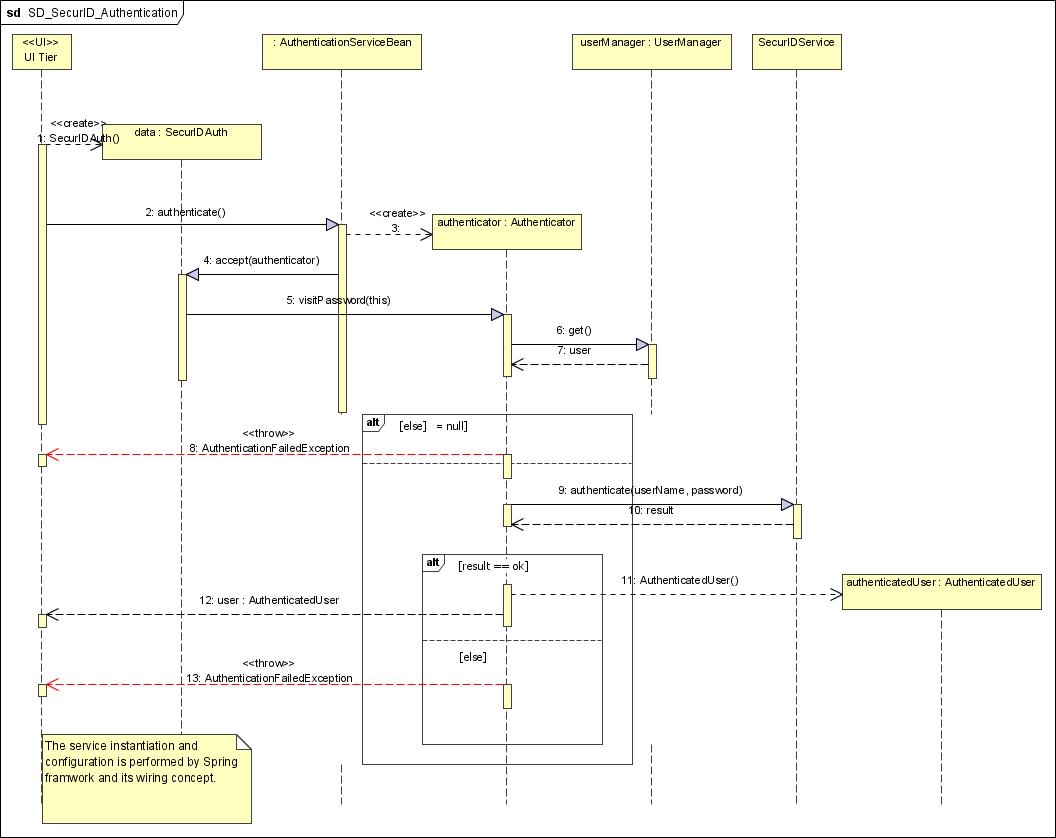 sd SD_SecurID_Authentication
<<UI>>
UI Tier
: AuthenticationServiceBean
userManager : UserManager
SecurIDService
<<create>>
1: SecurIDAuth()
data : SecurIDAuth
2: authenticate()
<<create>>
3:
authenticator : Authenticator
4: accept(authenticator)
5: visitPassword(this)
6: get()
7: user
alt
[else] = null]
<<throw>>
8: AuthenticationFailedException
9: authenticate(userName, password)
10: result
alt
[result == ok]
11: AuthenticatedUser()
authenticatedUser : AuthenticatedUser
12: user : AuthenticatedUser
[else]
<<throw>>
13: AuthenticationFailedException
The service instantiation and
configuration is performed by Spring
framwork and its wiring concept.